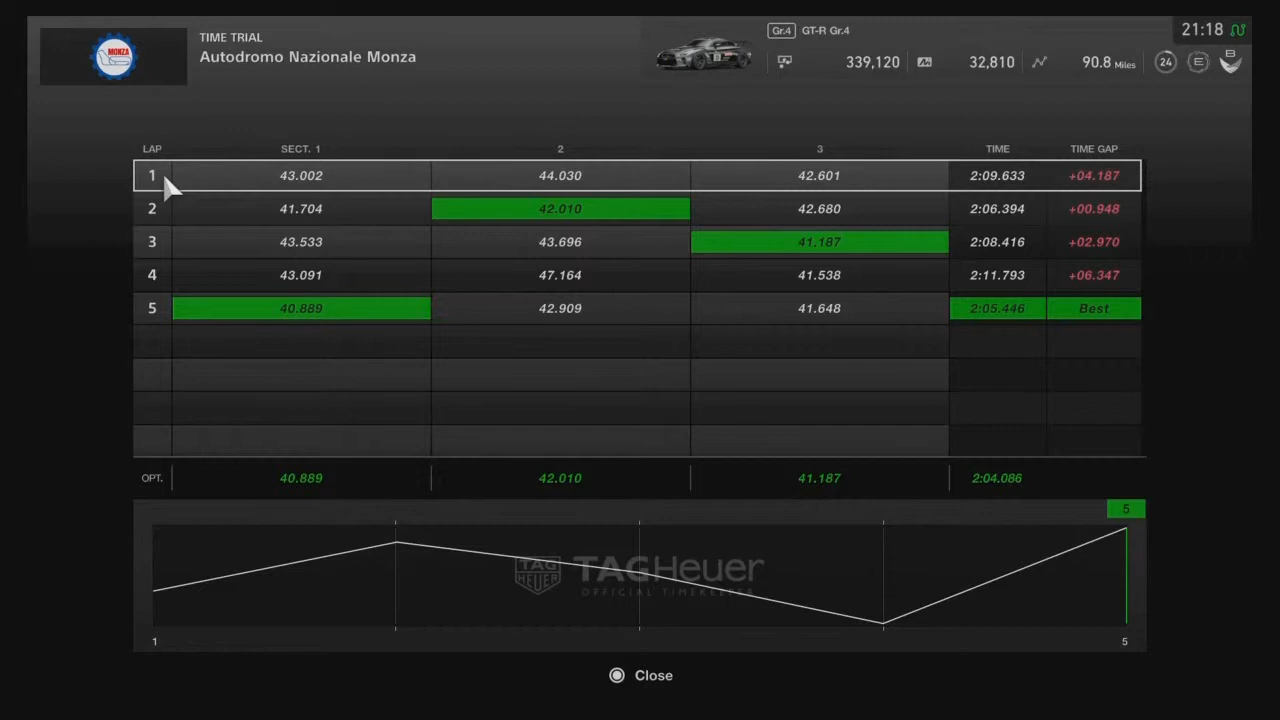 MONZA
TIME TRIAL
Autodromo Nazionale Monza
Gr.4 GT-R Gr.4
339,120 32,810 90.8 Miles 24 E B
21:18
LAP SECT. 1 2 3 TIME TIME GAP
1 43.002 44.030 42.601 2:09.633 +04.187
2 41.704 42.010 42.680 2:06.394 +00.948
3 43.533 43.696 41.187 2:08.416 +02.970
4 43.091 47.164 41.538 2:11.793 +06.347
5 40.889 42.909 41.648 2:05.446 Best
OPT. 40.889 42.010 41.187 2:04.086
5
TAG HEUER TAGHeuer
OFFICIAL TIMEKEEPER
1 5
Close